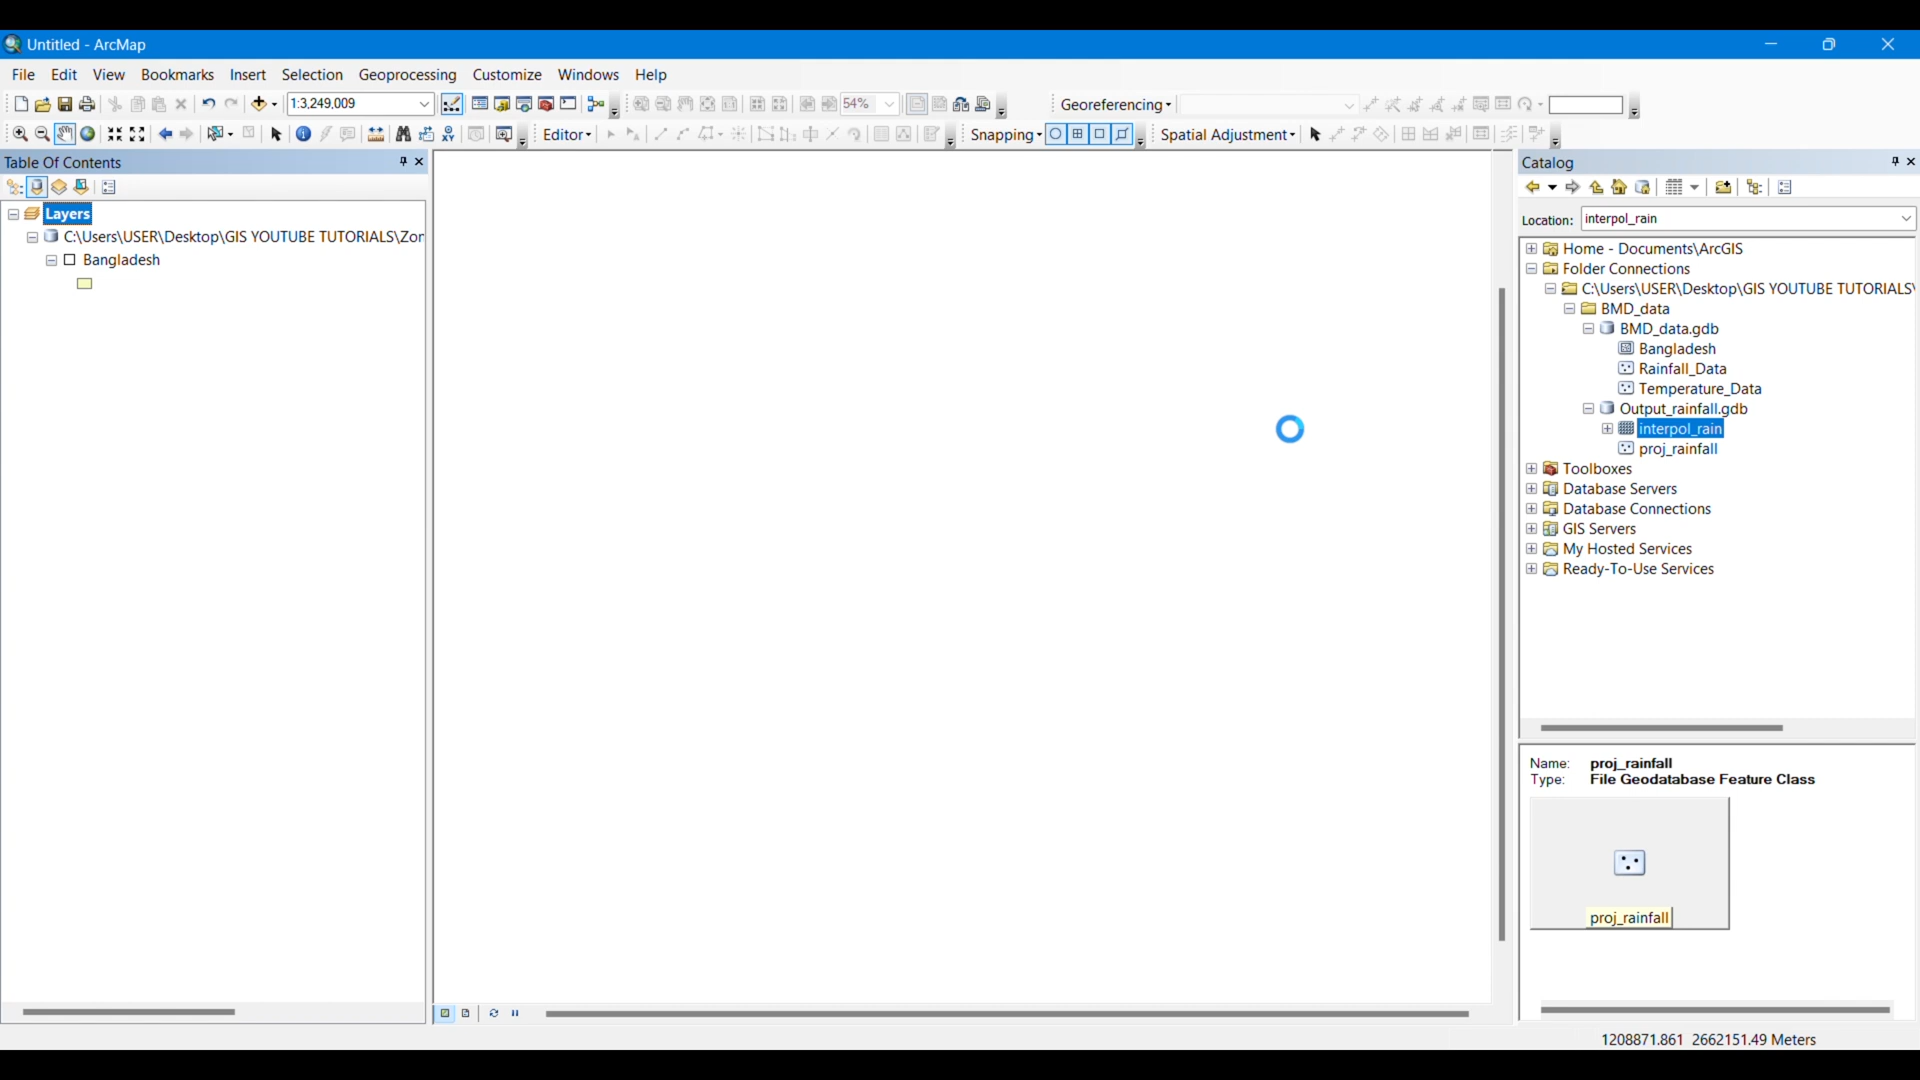 Untitled - ArcMap
File Edit View Bookmarks Insert Selection Geoprocessing Customize Windows Help
1:3,249,009 54% Georeferencing
Editor Snapping Spatial Adjustment
Table Of Contents
Layers
C:\Users\USER\Desktop\GIS YOUTUBE TUTORIALS\Zor
Bangladesh
Catalog
Location: interpol_rain
Home - Documents\ArcGIS
Folder Connections
C:\Users\USER\Desktop\GIS YOUTUBE TUTORIALS\
BMD_data
BMD_data.gdb
Bangladesh
Rainfall_Data
Temperature_Data
Output_rainfall.gdb
interpol_rain
proj_rainfall
Toolboxes
Database Servers
Database Connections
GIS Servers
My Hosted Services
Ready-To-Use Services
Name: proj_rainfall
Type: File Geodatabase Feature Class
proj_rainfall
1208871.861 2662151.49 Meters